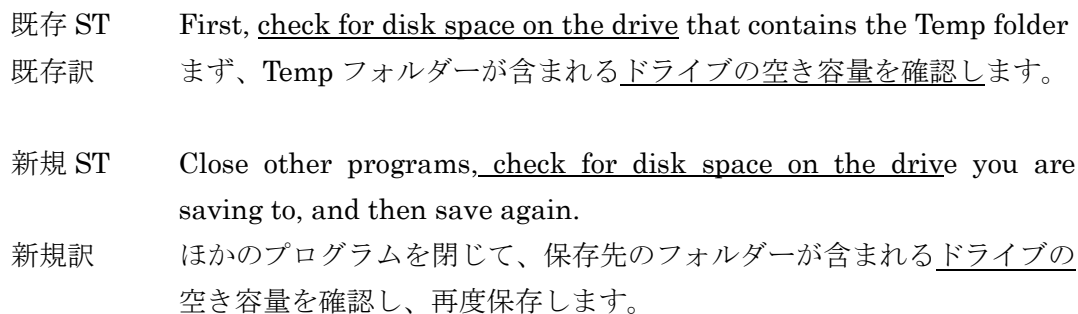 既存 ST First, check for disk space on the drive that contains the Temp folder
既存訳 まず、Temp フォルダーが含まれるドライブの空き容量を確認します。
新規 ST Close other programs, check for disk space on the drive you are
saving to, and then save again.
新規訳 ほかのプログラムを閉じて、保存先のフォルダーが含まれるドライブの
空き容量を確認し、再度保存します。